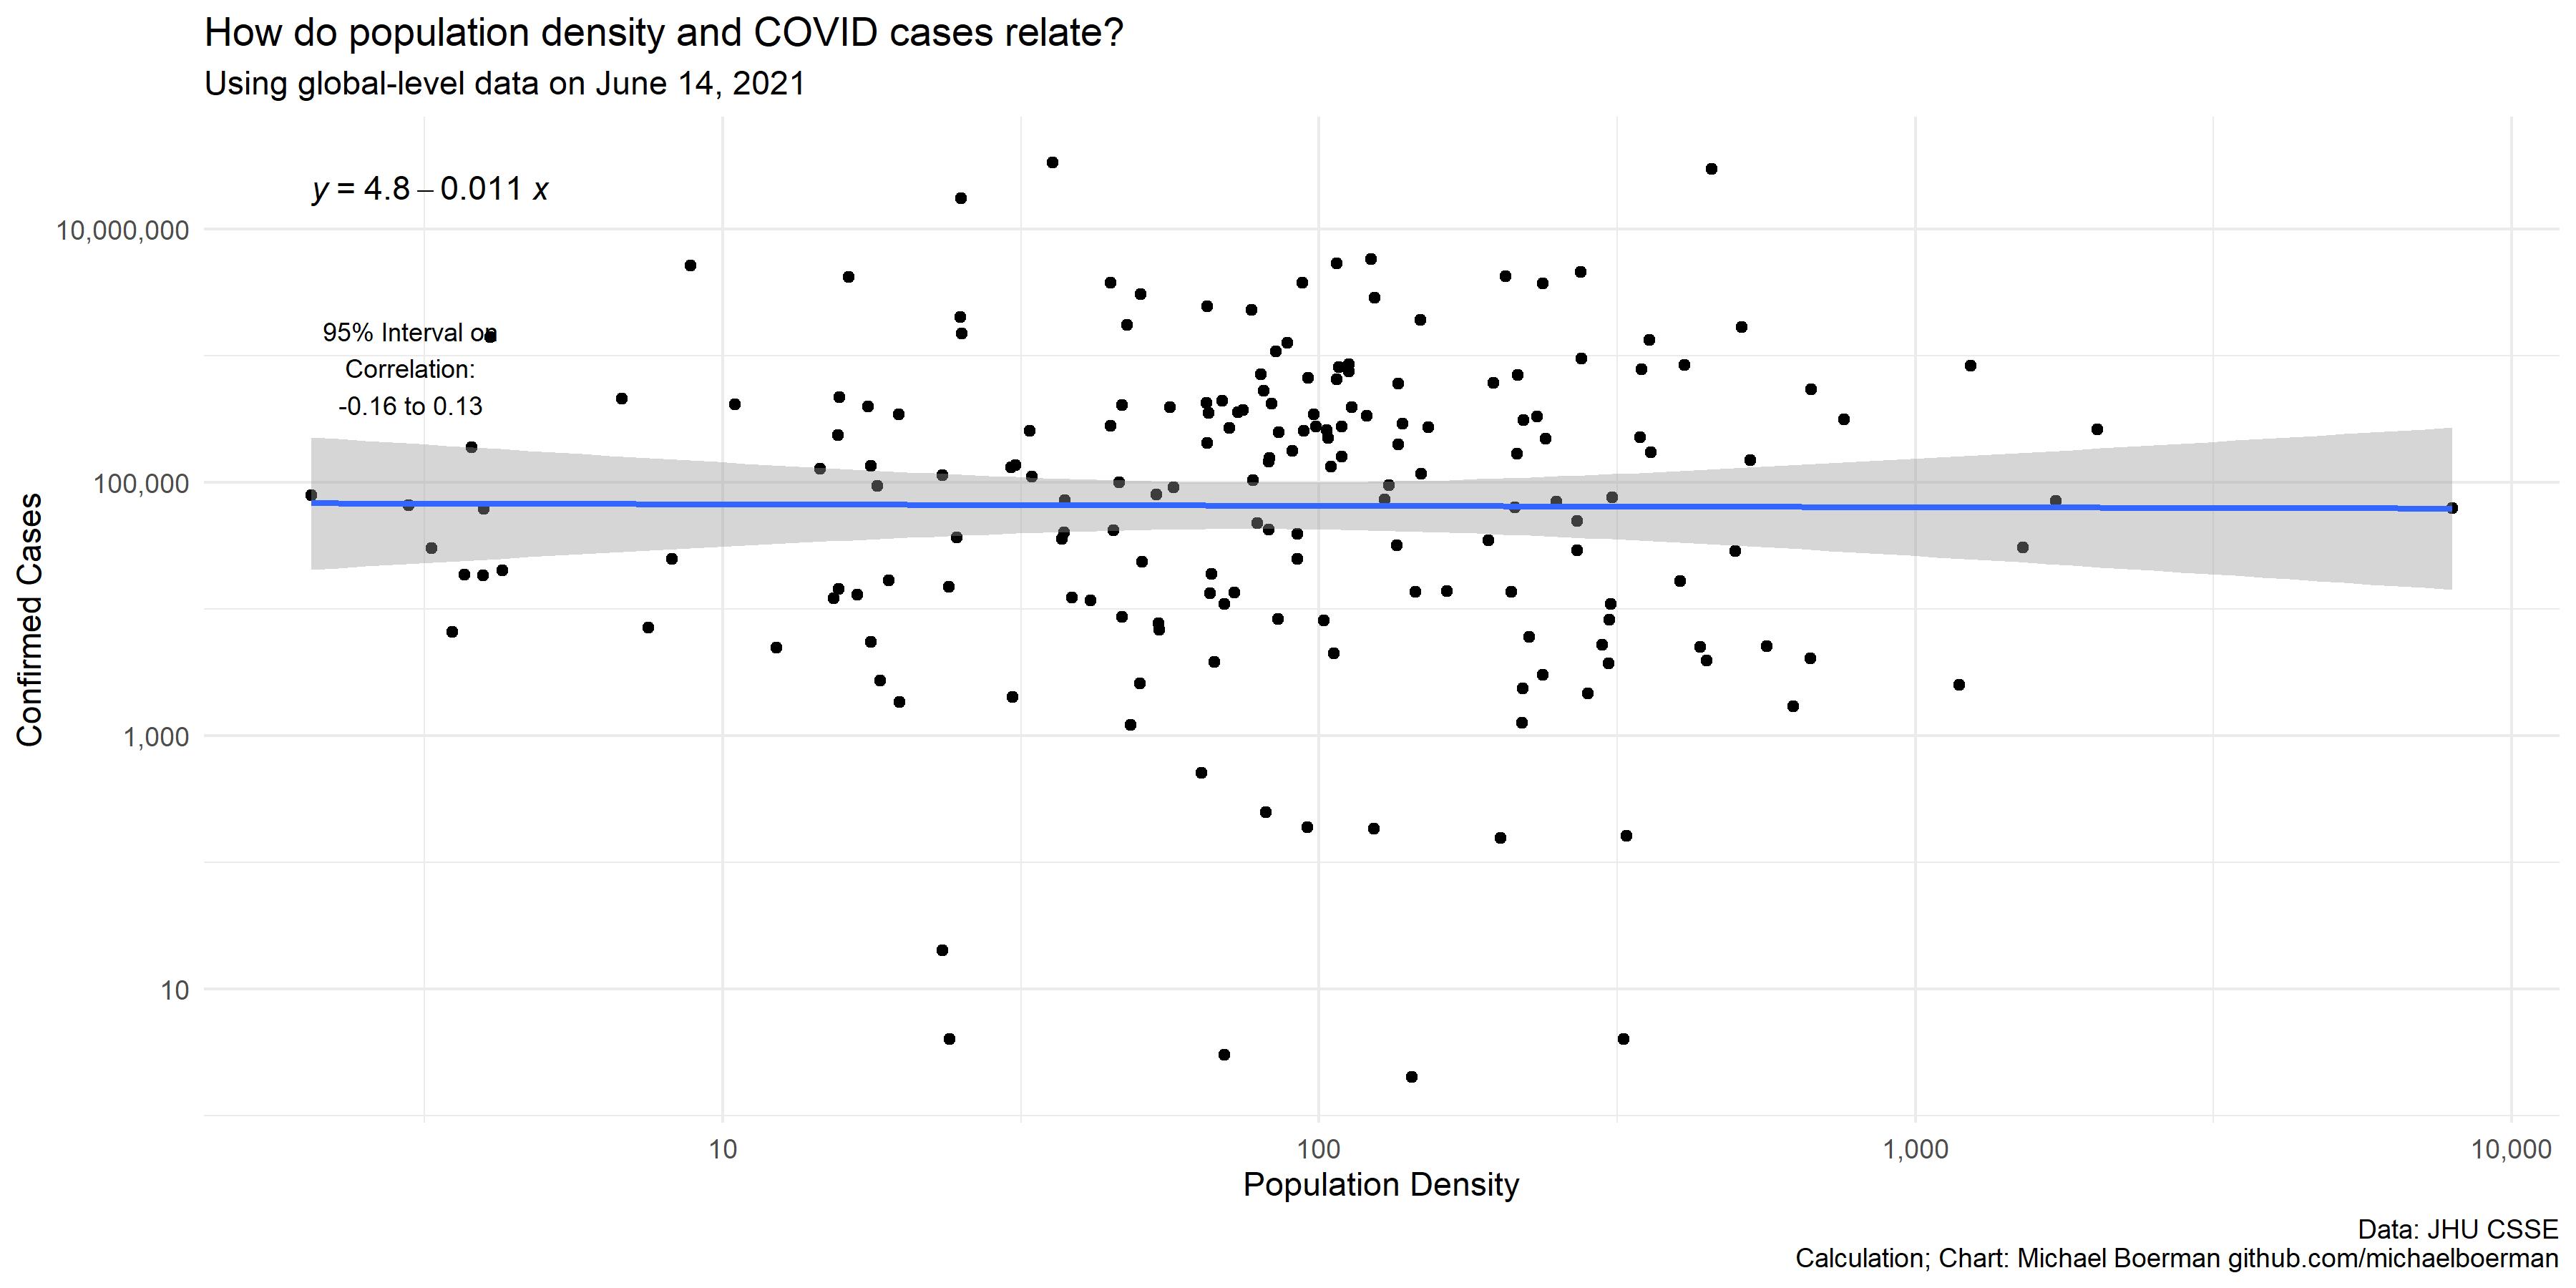 How do population density and COVID cases relate?
Using global-level data on June 14, 2021
y = 4.8 – 0.011 x
10,000,000
95% Interval on
Correlation:
-0.16 to 0.13
100,000
1,000
10
Confirmed Cases
10 100 1,000 10,000
Population Density
Data: JHU CSSE
Calculation; Chart: Michael Boerman github.com/michaelboerman